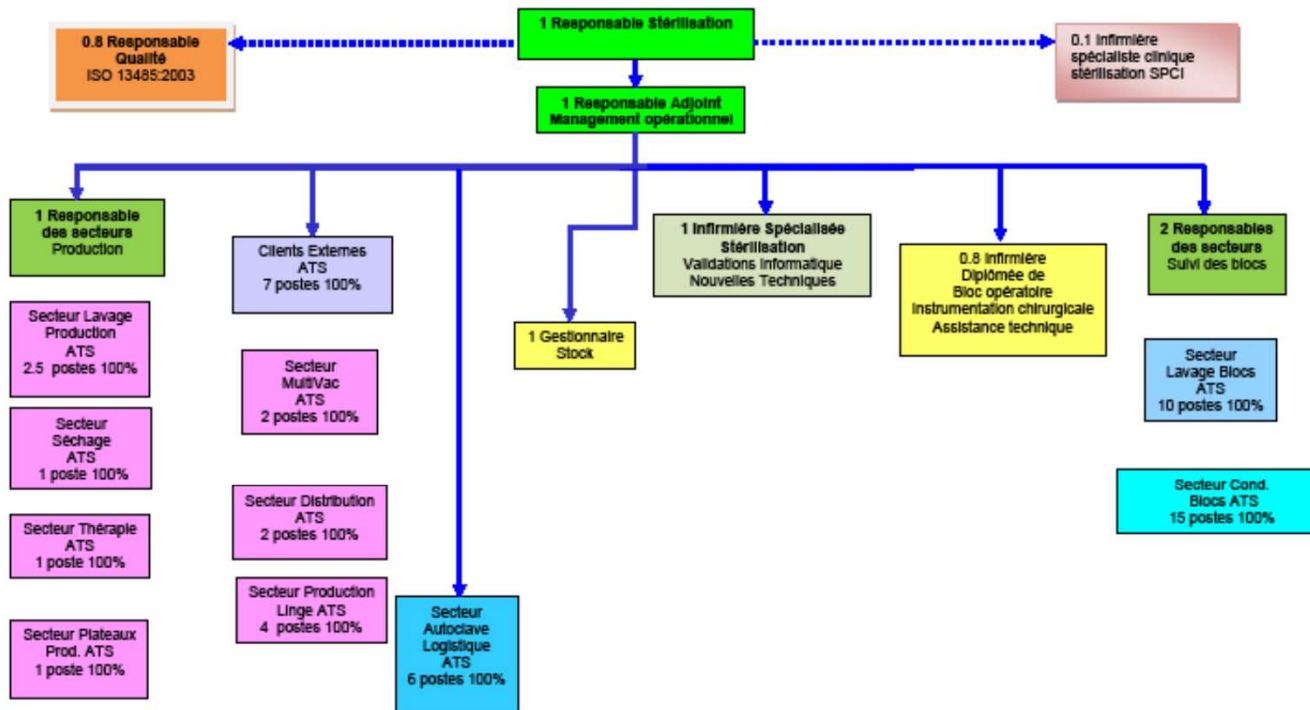 1 Responsable Stérilisation
0.8 Responsable
Qualité
ISO 13485:2003
0.1 Infirmière
spécialiste clinique
stérilisation SPCI
1 Responsable Adjoint
Management opérationnel
1 Responsable
des secteurs
Production
Clients Externes
ATS
7 postes 100%
1 Infirmière Spécialisée
Stérilisation
Validations Informatique
Nouvelles Techniques
0.8 Infirmière
Diplômée de
Bloc opératoire
Instrumentation chirurgicale
Assistance technique
2 Responsables
des secteurs
Suivi des blocs
1 Gestionnaire
Stock
Secteur Lavage
Production
ATS
2.5 postes 100%
Secteur
MultiVac
ATS
2 postes 100%
Secteur
Lavage Blocs
ATS
10 postes 100%
Secteur
Séchage
ATS
1 poste 100%
Secteur Distribution
ATS
2 postes 100%
Secteur Cond.
Blocs ATS
15 postes 100%
Secteur Thérapie
ATS
1 poste 100%
Secteur Production
Linge ATS
4 postes 100%
Secteur
Autoclave
Logistique
ATS
6 postes 100%
Secteur Plateaux
Prod. ATS
1 poste 100%